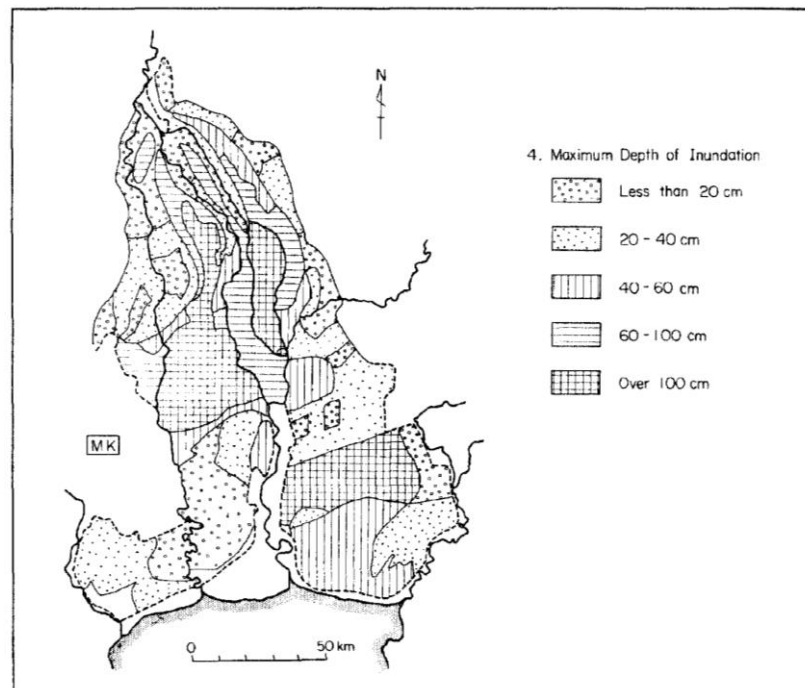 N
4. Maximum Depth of Inundation
Less than 20 cm
20 - 40 cm
40 - 60 cm
60 - 100 cm
Over 100 cm
MK
0 50 km